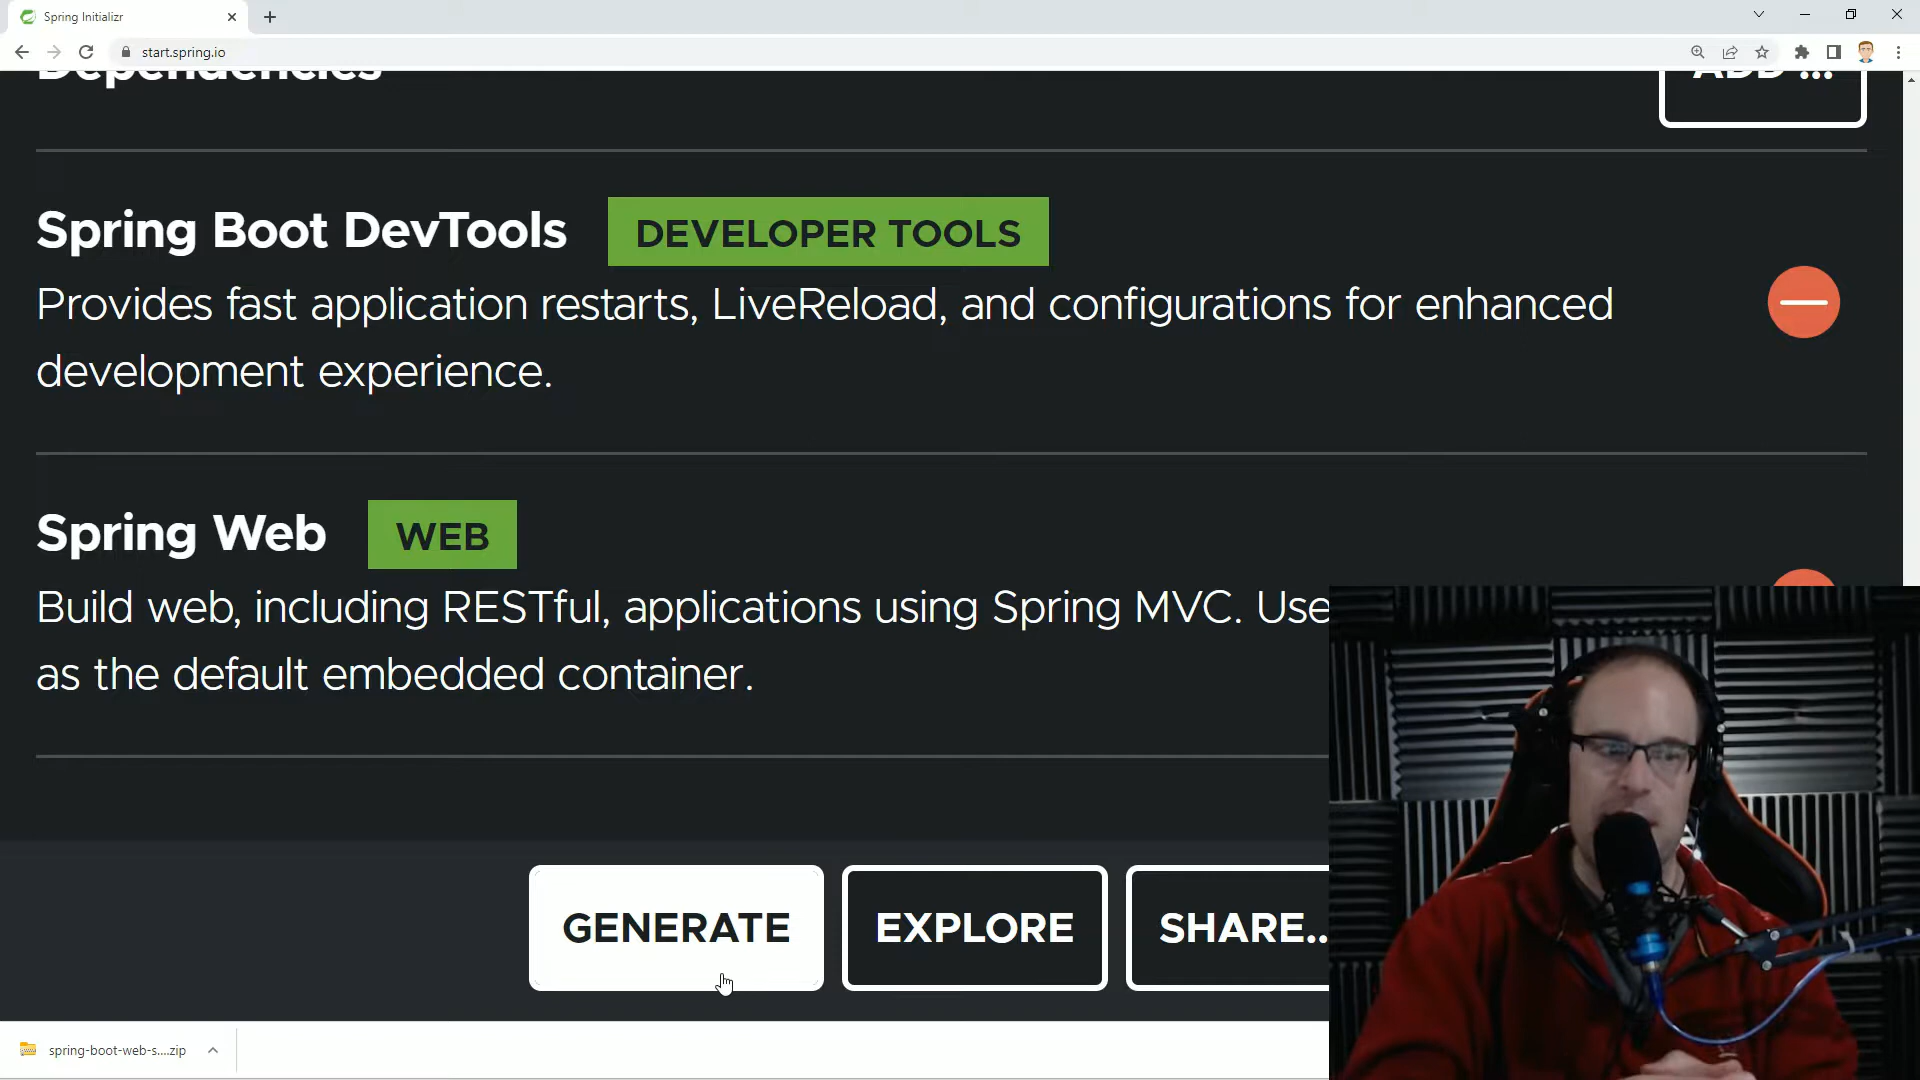 Spring Initializr
start.spring.io
Dependencies
ADD ...
Spring Boot DevTools
DEVELOPER TOOLS
Provides fast application restarts, LiveReload, and configurations for enhanced
development experience.
Spring Web
WEB
Build web, including RESTful, applications using Spring MVC. Use
as the default embedded container.
GENERATE
EXPLORE
SHARE..
spring-boot-web-s....zip